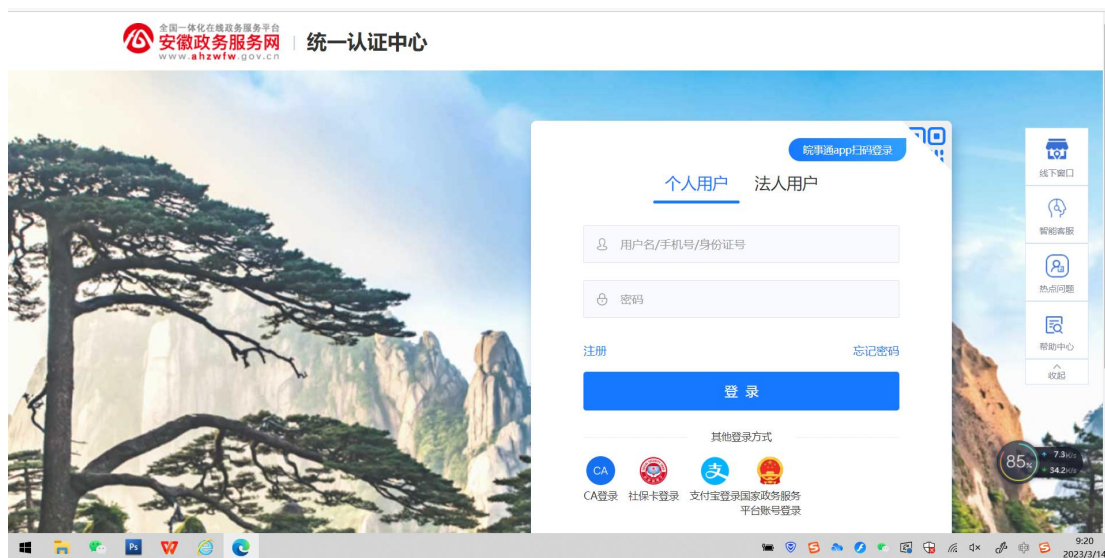 全国一体化在线政务服务平台
安徽政务服务网
www.ahzwfw.gov.cn
统一认证中心
皖事通app扫码登录
个人用户 法人用户
用户名/手机号/身份证号
密码
注册 忘记密码
登 录
其他登录方式
CA
支
CA登录 社保卡登录 支付宝登录 国家政务服务
平台账号登录
线下窗口
智能客服
热点问题
帮助中心
收起
85%
7.3K/s
34.2K/s
Ps
9:20
2023/3/14